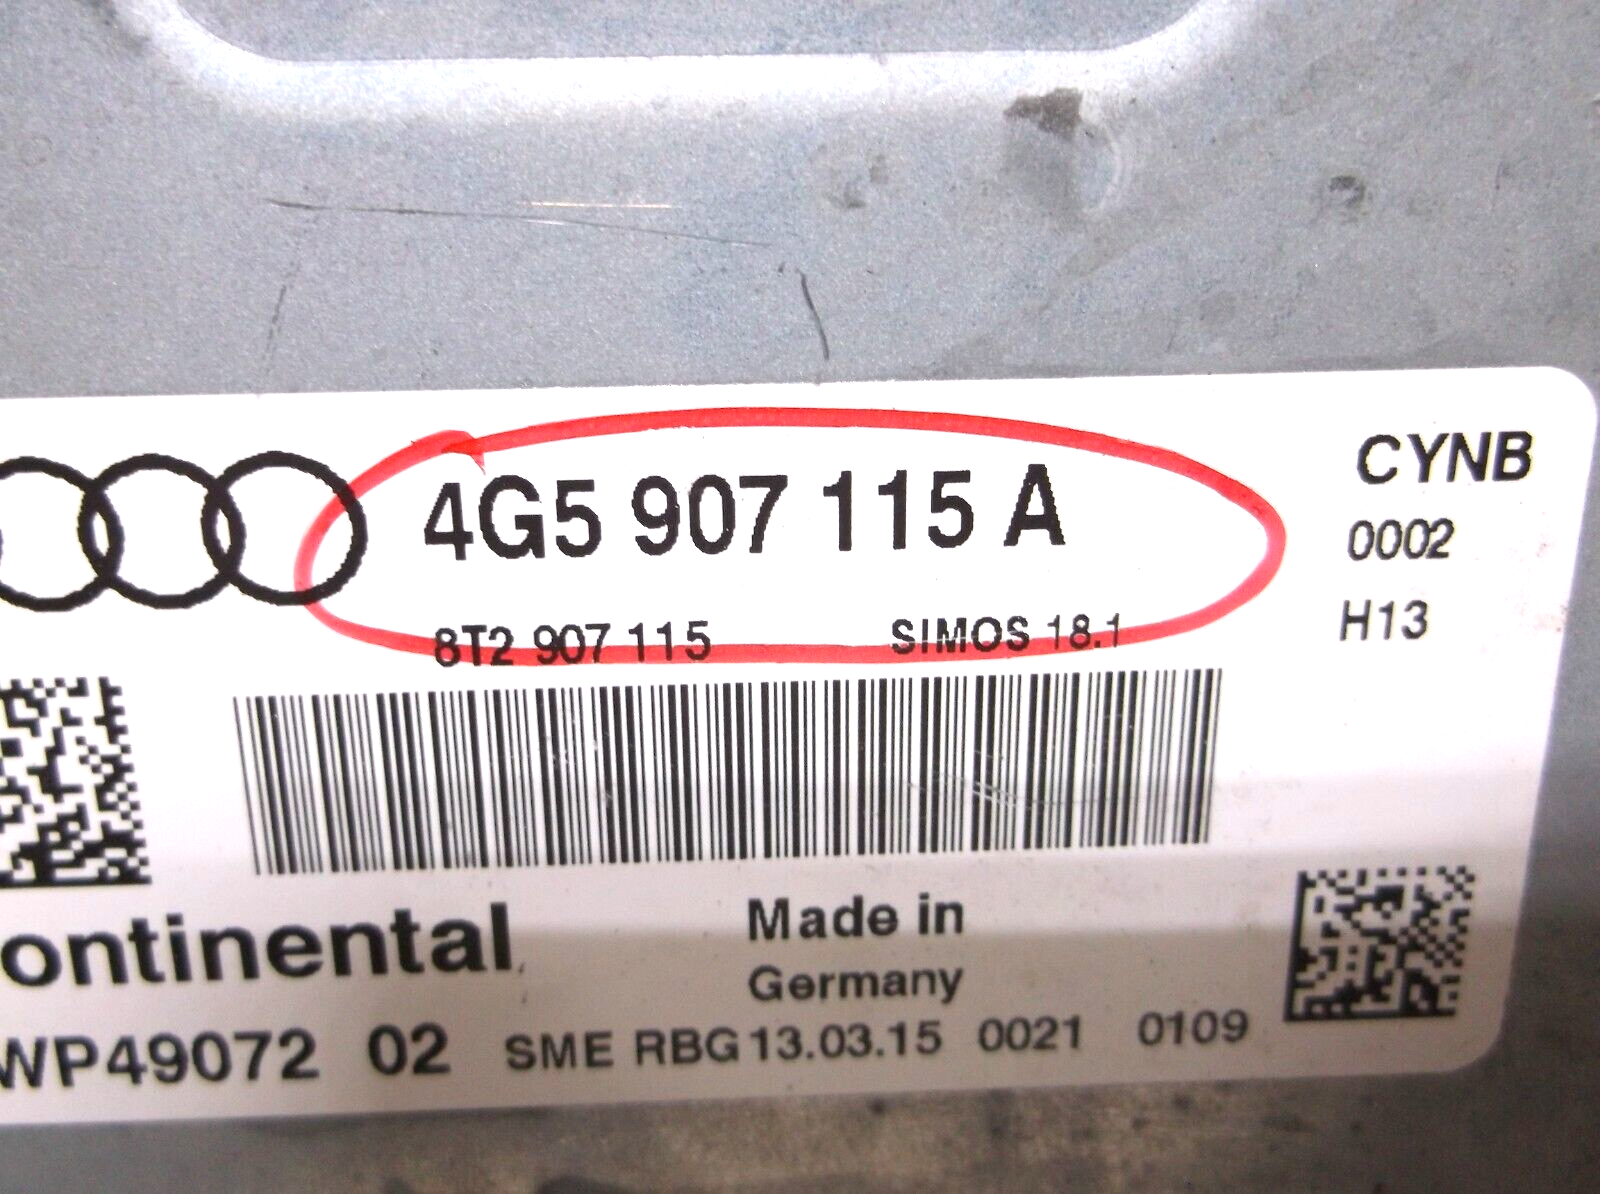 4G5 907 115 A
CYNB
0002
8T2 907 115 SIMOS 18.1
H13
ontinental
Made in
Germany
WP49072 02 SME RBG 13.03.15 0021 0109